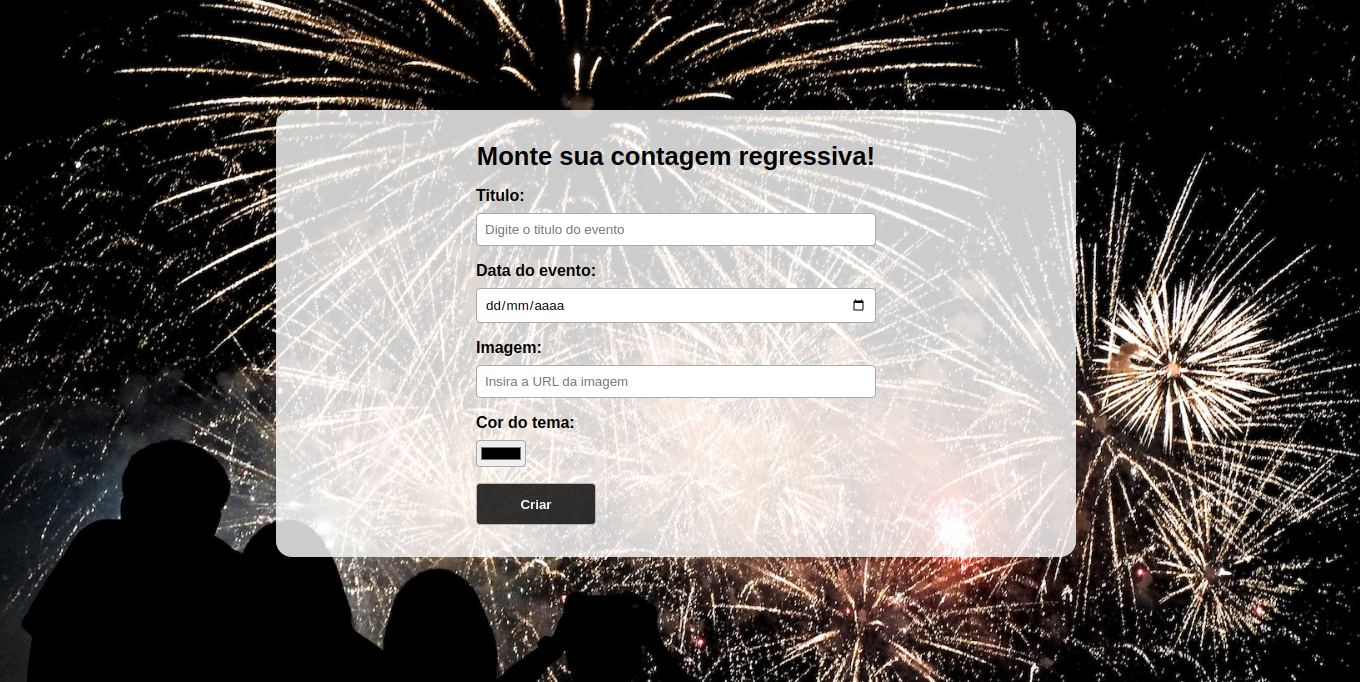 Monte sua contagem regressiva!
Titulo:
Digite o titulo do evento
Data do evento:
dd/mm/aaaa
Imagem:
Insira a URL da imagem
Cor do tema:
Criar